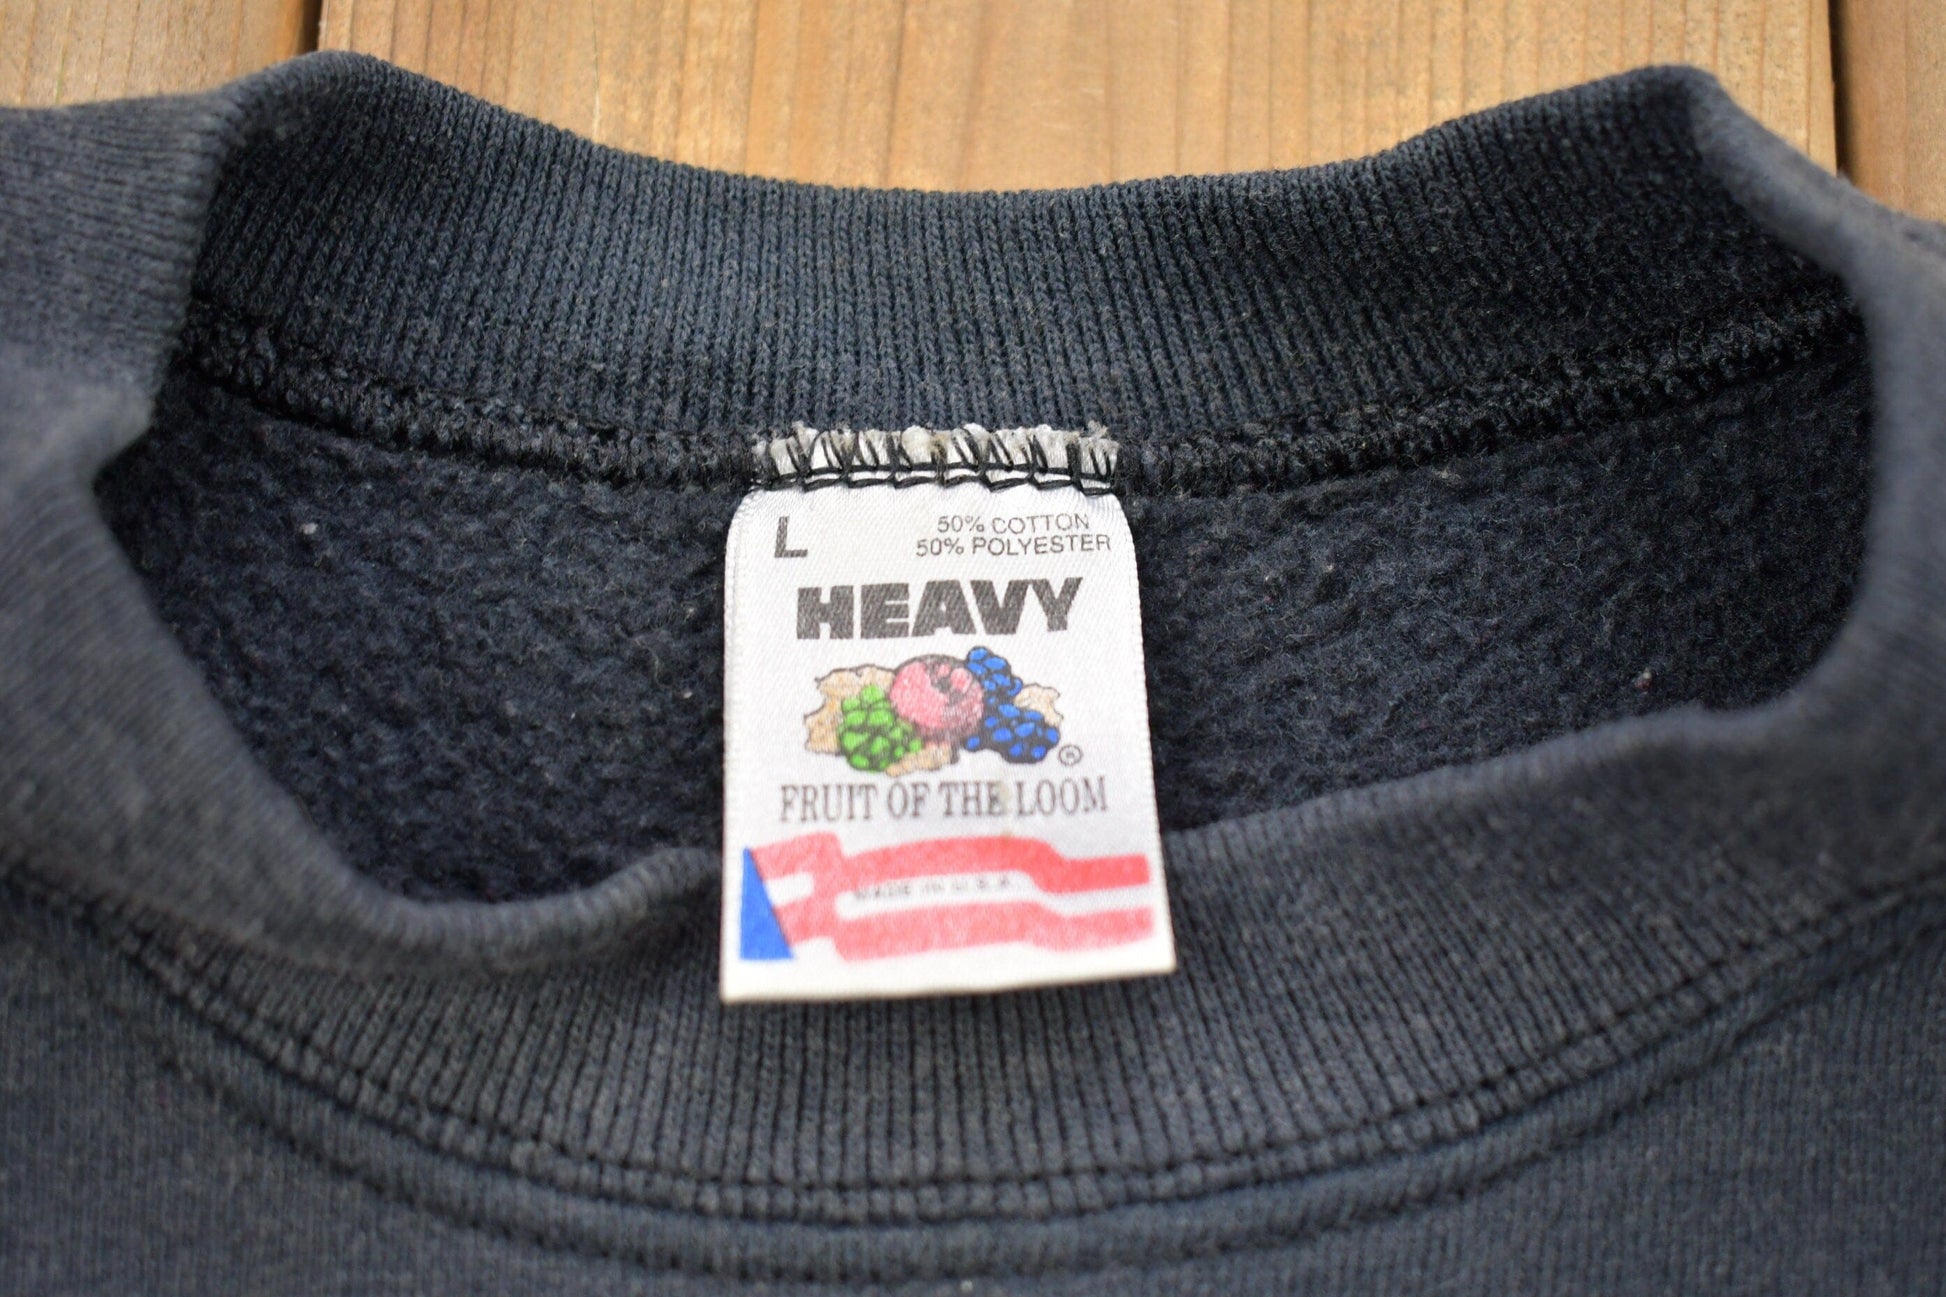 L
50% COTTON
50% POLYESTER
HEAVY
®
FRUIT OF THE LOOM
MADE IN U.S.A.